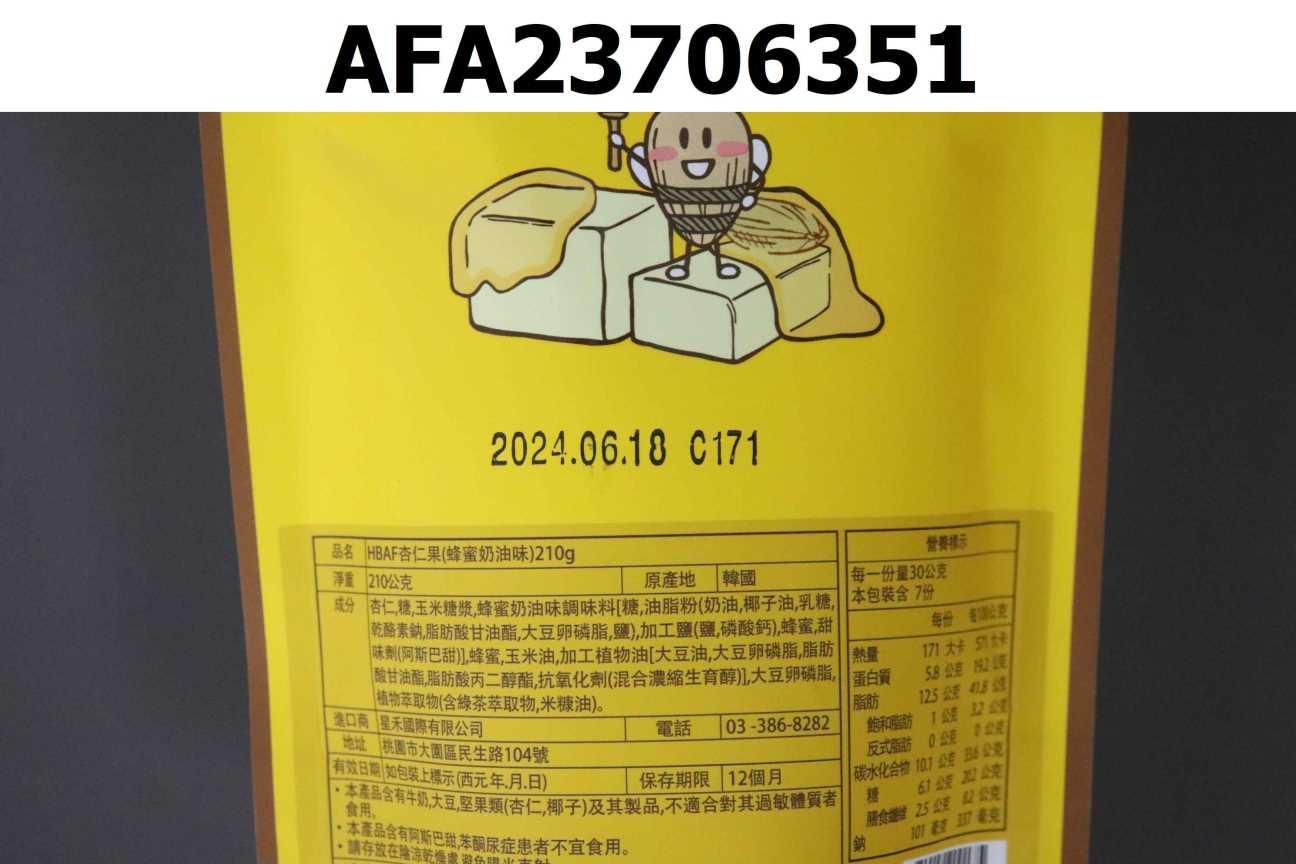 AFA23706351
2024.06.18 C171
品名 HBAF杏仁果(蜂蜜奶油味)210g
淨重 210公克 原產地 韓國
成分 杏仁,糖,玉米糖漿,蜂蜜奶油味調味料[糖,油脂粉(奶油,椰子油,乳糖,
乾酪素鈉,脂肪酸甘油酯,大豆卵磷脂,鹽),加工鹽(鹽,磷酸鈣),蜂蜜,甜
味劑(阿斯巴甜)],蜂蜜,玉米油,加工植物油[大豆油,大豆卵磷脂,脂肪
酸甘油酯,脂肪酸丙二醇酯,抗氧化劑(混合濃縮生育醇)],大豆卵磷脂,
植物萃取物(含綠茶萃取物,米糠油)。
進口商 星禾國際有限公司 電話 03 -386-8282
地址 桃園市大園區民生路104號
有效日期 如包裝上標示(西元年.月.日) 保存期限 12個月
・本產品含有牛奶,大豆,堅果類(杏仁,椰子)及其製品,不適合對其過敏體質者
食用。
・本產品含有阿斯巴甜,苯酮尿症患者不宜食用。
・請存放在陰涼乾燥處
營養標示
每一份量30公克
本包裝含 7份
每份 每100公克
熱量 171 大卡 571 大卡
蛋白質 5.8 公克 19.2 公克
脂肪 12.5 公克 41.8 公克
飽和脂肪 1 公克 3.2 公克
反式脂肪 0 公克 0 公克
碳水化合物 10.1 公克 33.6 公克
糖 6.1 公克 20.2 公克
膳食纖維 2.5 公克 8.2 公克
鈉 101 毫克 337 毫克